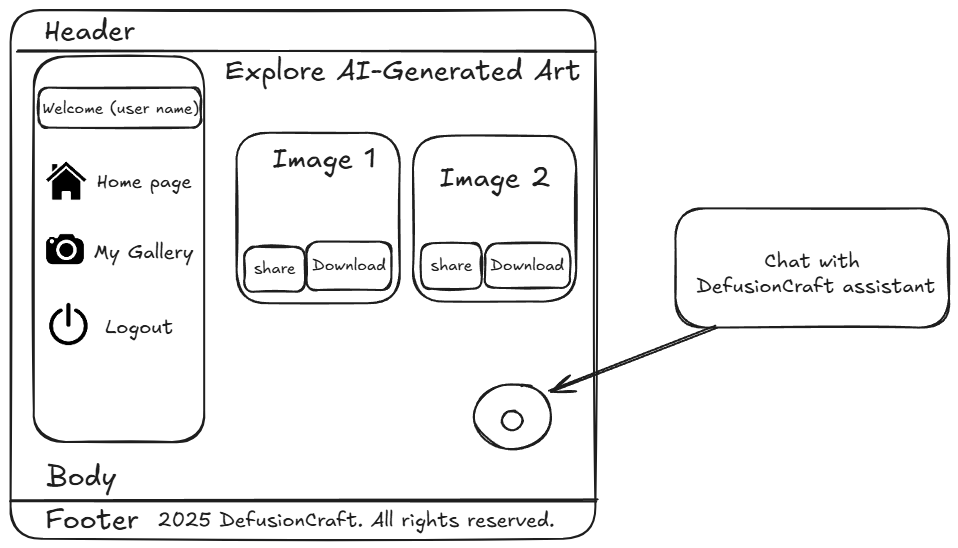 Header
Explore AI-Generated Art
Welcome (user name)
Home page
My Gallery
Logout
Image 1
share
Download
Image 2
share
Download
Chat with
DefusionCraft assistant
Body
Footer
2025 DefusionCraft. All rights reserved.